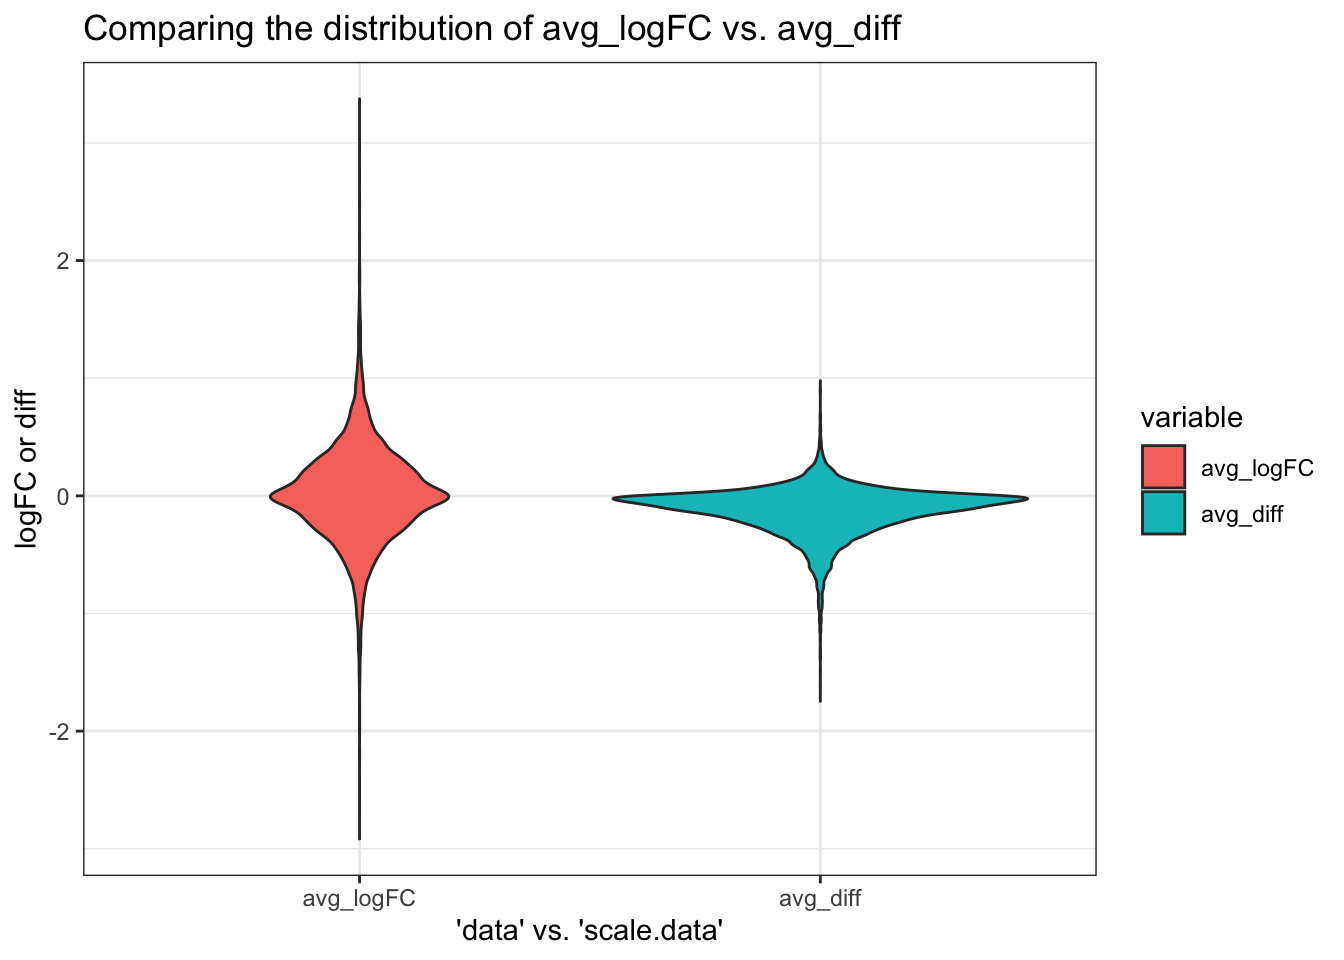 Comparing the distribution of avg_logFC vs. avg_diff
logFC or diff
2
0
-2
avg_logFC
avg_diff
'data' vs. 'scale.data'
variable
avg_logFC
avg_diff